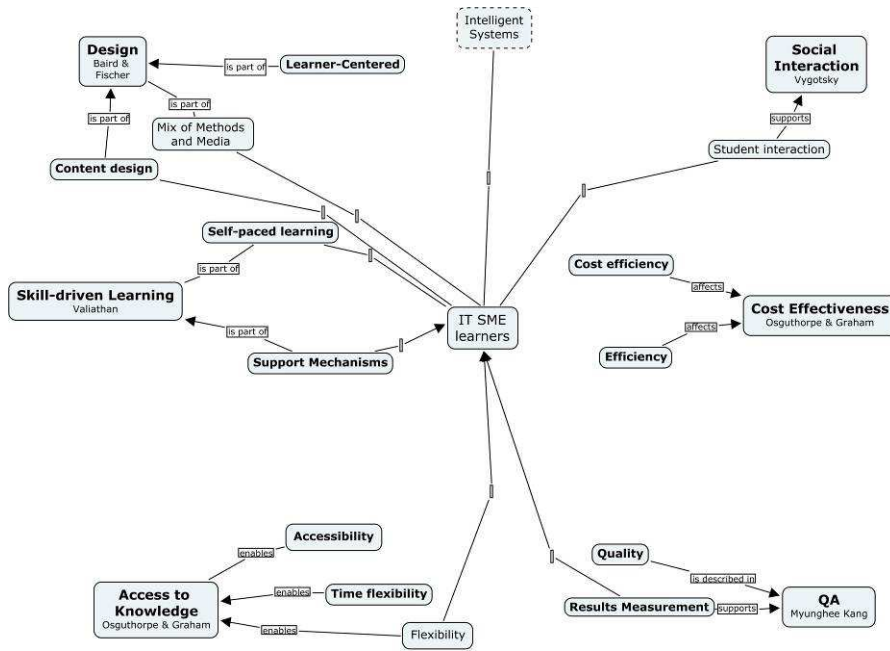 Intelligent
Systems
Design
Baird &
Fischer
is part of
Learner-Centered
Social
Interaction
Vygotsky
is part of
is part of
supports
Mix of Methods
and Media
Student interaction
Content design
Self-paced learning
is part of
Cost efficiency
affects
Skill-driven Learning
Valiathan
Cost Effectiveness
Osguthorpe & Graham
IT SME
learners
affects
is part of
Support Mechanisms
Efficiency
Accessibility
enables
Quality
is described in
Access to
Knowledge
Osguthorpe & Graham
enables
Time flexibility
enables
Flexibility
Results Measurement
supports
QA
Myunghee Kang